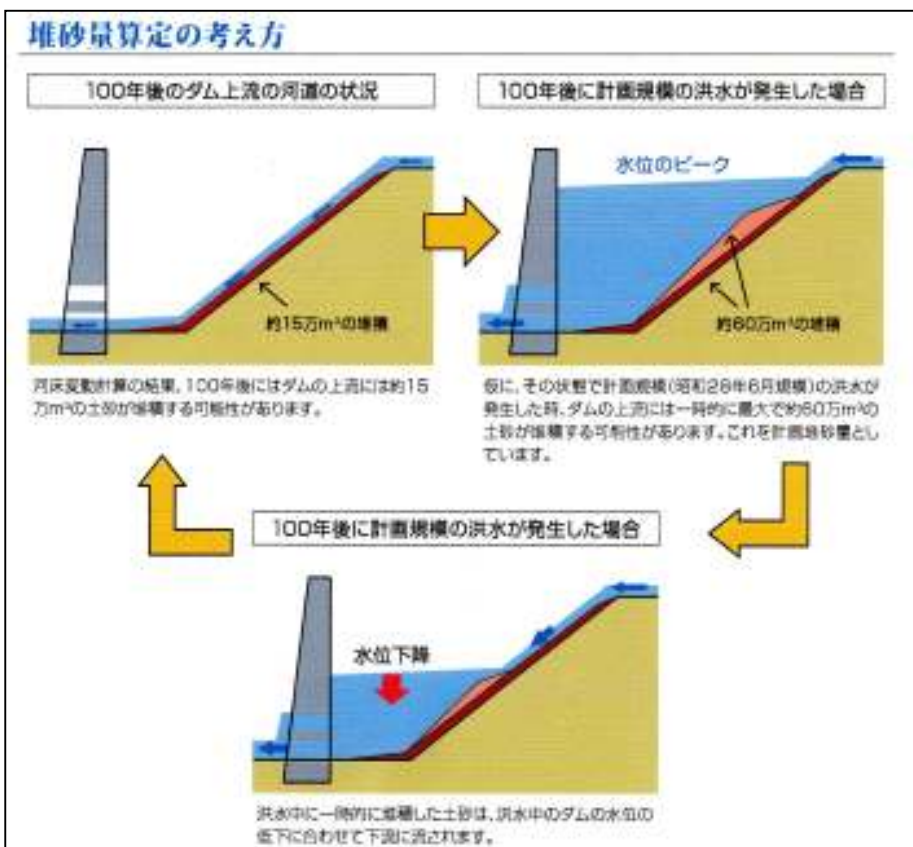 堆砂量算定の考え方
100年後のダム上流の河道の状況
100年後に計画規模の洪水が発生した場合
水位のピーク
約15万m³の堆積
約60万m³の堆積
河床変動計算の結果、100年後にはダムの上流には約15
万m³の土砂が堆積する可能性があります。
仮に、その状態で計画規模(昭和28年6月規模)の洪水が
発生した時、ダムの上流には一時的に最大で約60万m³の
土砂が堆積する可能性があります。これを計画堆砂量とし
ています。
100年後に計画規模の洪水が発生した場合
水位下降
洪水中に一時的に堆積した土砂は、洪水中のダムの水位の
低下に合わせて下流に流されます。